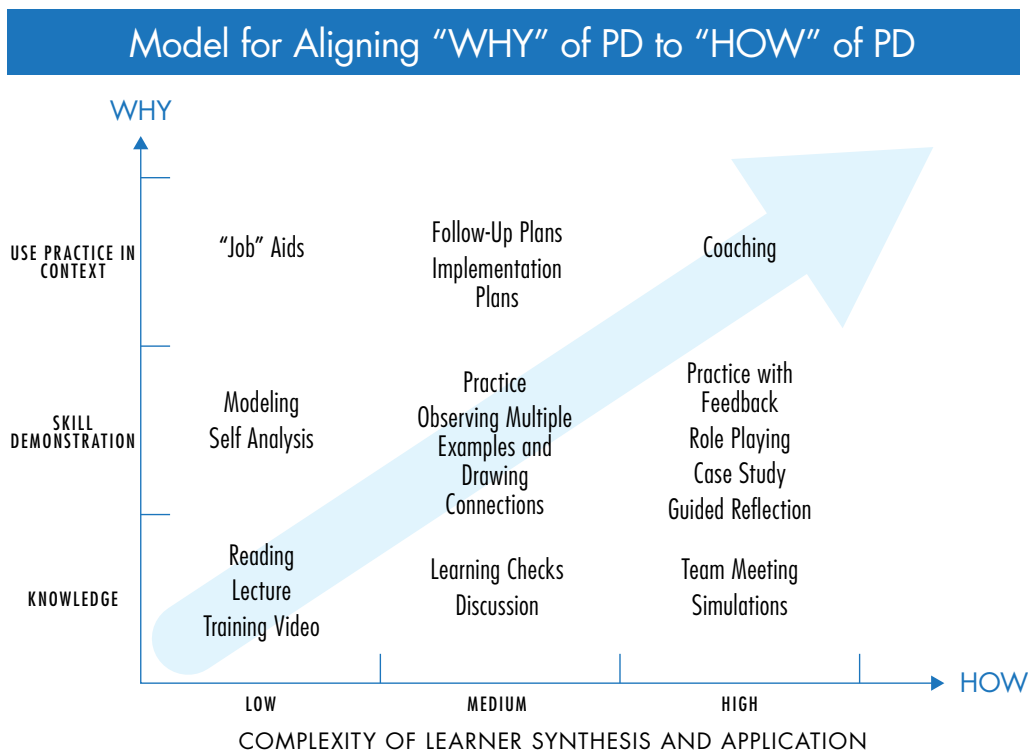 Model for Aligning “WHY” of PD to “HOW” of PD
WHY
USE PRACTICE IN
CONTEXT
“Job” Aids
Follow-Up Plans
Implementation
Plans
Coaching
SKILL
DEMONSTRATION
Modeling
Self Analysis
Practice
Observing Multiple
Examples and
Drawing
Connections
Practice with
Feedback
Role Playing
Case Study
Guided Reflection
KNOWLEDGE
Reading
Lecture
Training Video
Learning Checks
Discussion
Team Meeting
Simulations
HOW
LOW
MEDIUM
HIGH
COMPLEXITY OF LEARNER SYNTHESIS AND APPLICATION